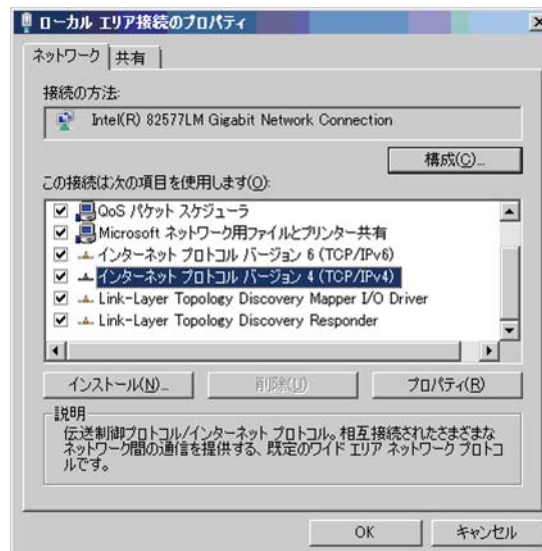 ローカル エリア接続のプロパティ
ネットワーク 共有
接続の方法:
Intel(R) 82577LM Gigabit Network Connection
構成(C)...
この接続は次の項目を使用します(O):
QoS パケット スケジューラ
Microsoft ネットワーク用ファイルとプリンター共有
インターネット プロトコル バージョン 6 (TCP/IPv6)
インターネット プロトコル バージョン 4 (TCP/IPv4)
Link-Layer Topology Discovery Mapper I/O Driver
Link-Layer Topology Discovery Responder
インストール(N)... 削除(U) プロパティ(R)
説明
伝送制御プロトコル/インターネット プロトコル。相互接続されたさまざまな
ネットワーク間の通信を提供する、既定のワイド エリア ネットワーク プロトコ
ルです。
OK キャンセル